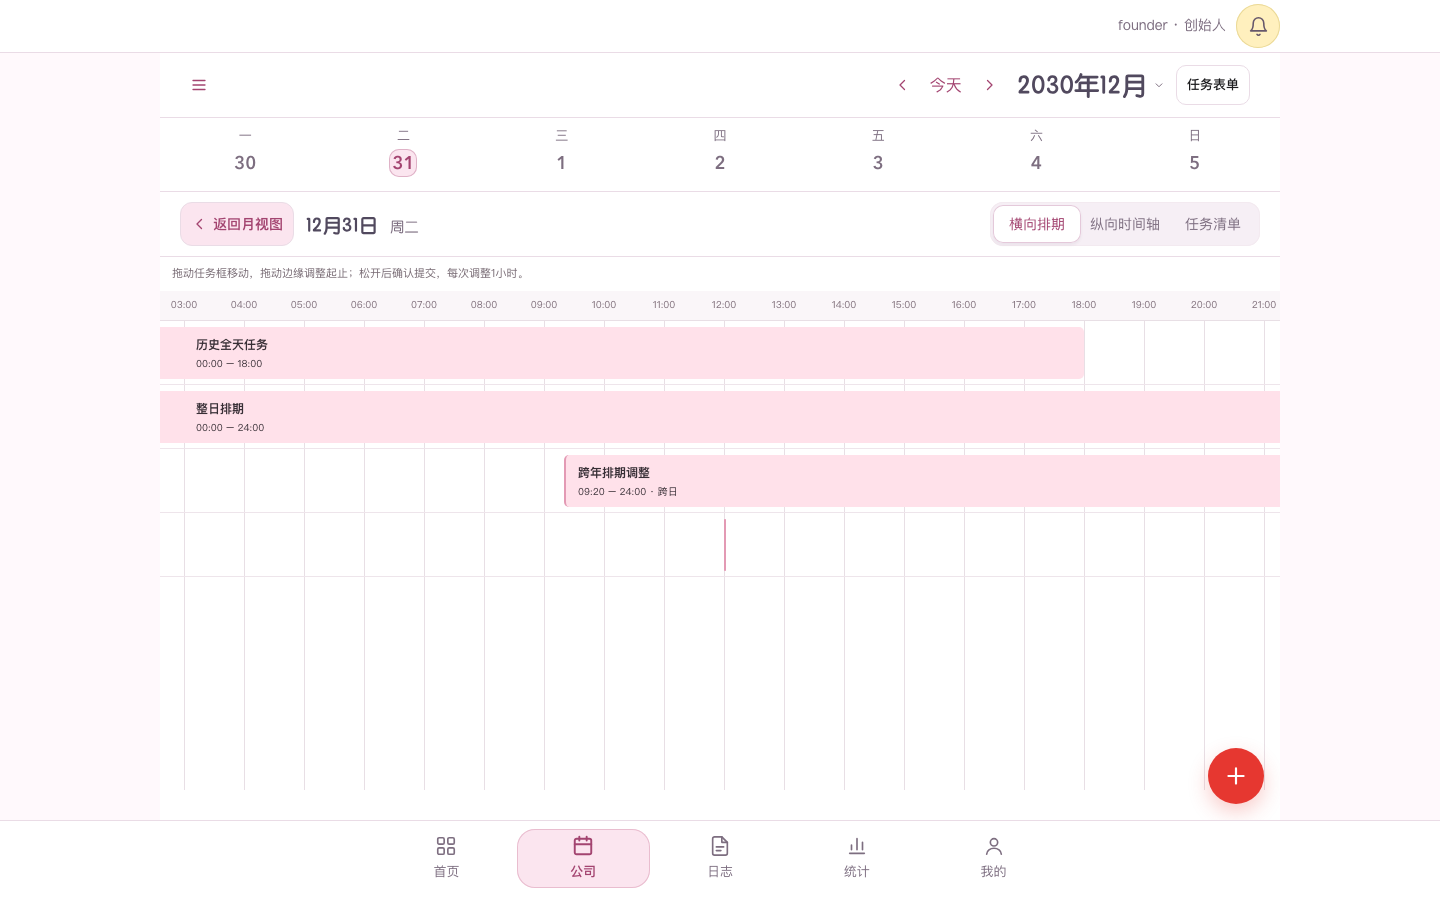 founder · 创始人
今天
2030年12月
任务表单
一 二 三 四 五 六 日
30 31 1 2 3 4 5
返回月视图 12月31日 周二
横向排期 纵向时间轴 任务清单
拖动任务框移动，拖动边缘调整起止；松开后确认提交，每次调整1小时。
03:00 04:00 05:00 06:00 07:00 08:00 09:00 10:00 11:00 12:00 13:00 14:00 15:00 16:00 17:00 18:00 19:00 20:00 21:00
历史全天任务
00:00 — 18:00
整日排期
00:00 — 24:00
跨年排期调整
09:20 — 24:00 · 跨日
首页 公司 日志 统计 我的